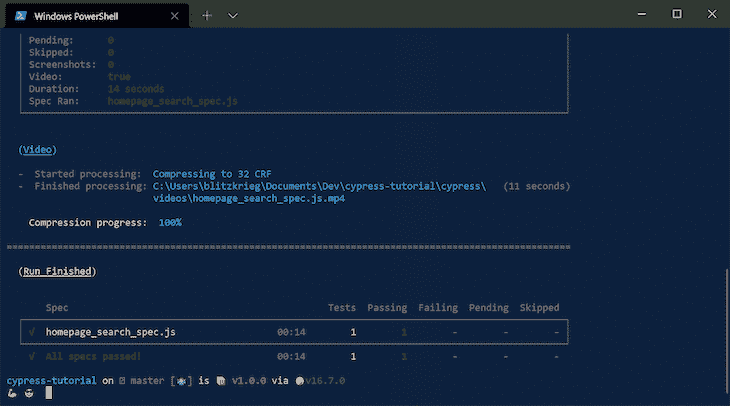 Windows PowerShell
Pending: 0
Skipped: 0
Screenshots: 0
Video: true
Duration: 14 seconds
Spec Ran: homepage_search_spec.js
(Video)
- Started processing: Compressing to 32 CRF
- Finished processing: C:\Users\blitzkrieg\Documents\Dev\cypress-tutorial\cypress\ (11 seconds)
videos\homepage_search_spec.js.mp4
Compression progress: 100%
====================================================================================================
(Run Finished)
Spec Tests Passing Failing Pending Skipped
√ homepage_search_spec.js 00:14 1 1 - - -
√ All specs passed! 00:14 1 1 - - -
cypress-tutorial on master [] is v1.0.0 via v16.7.0